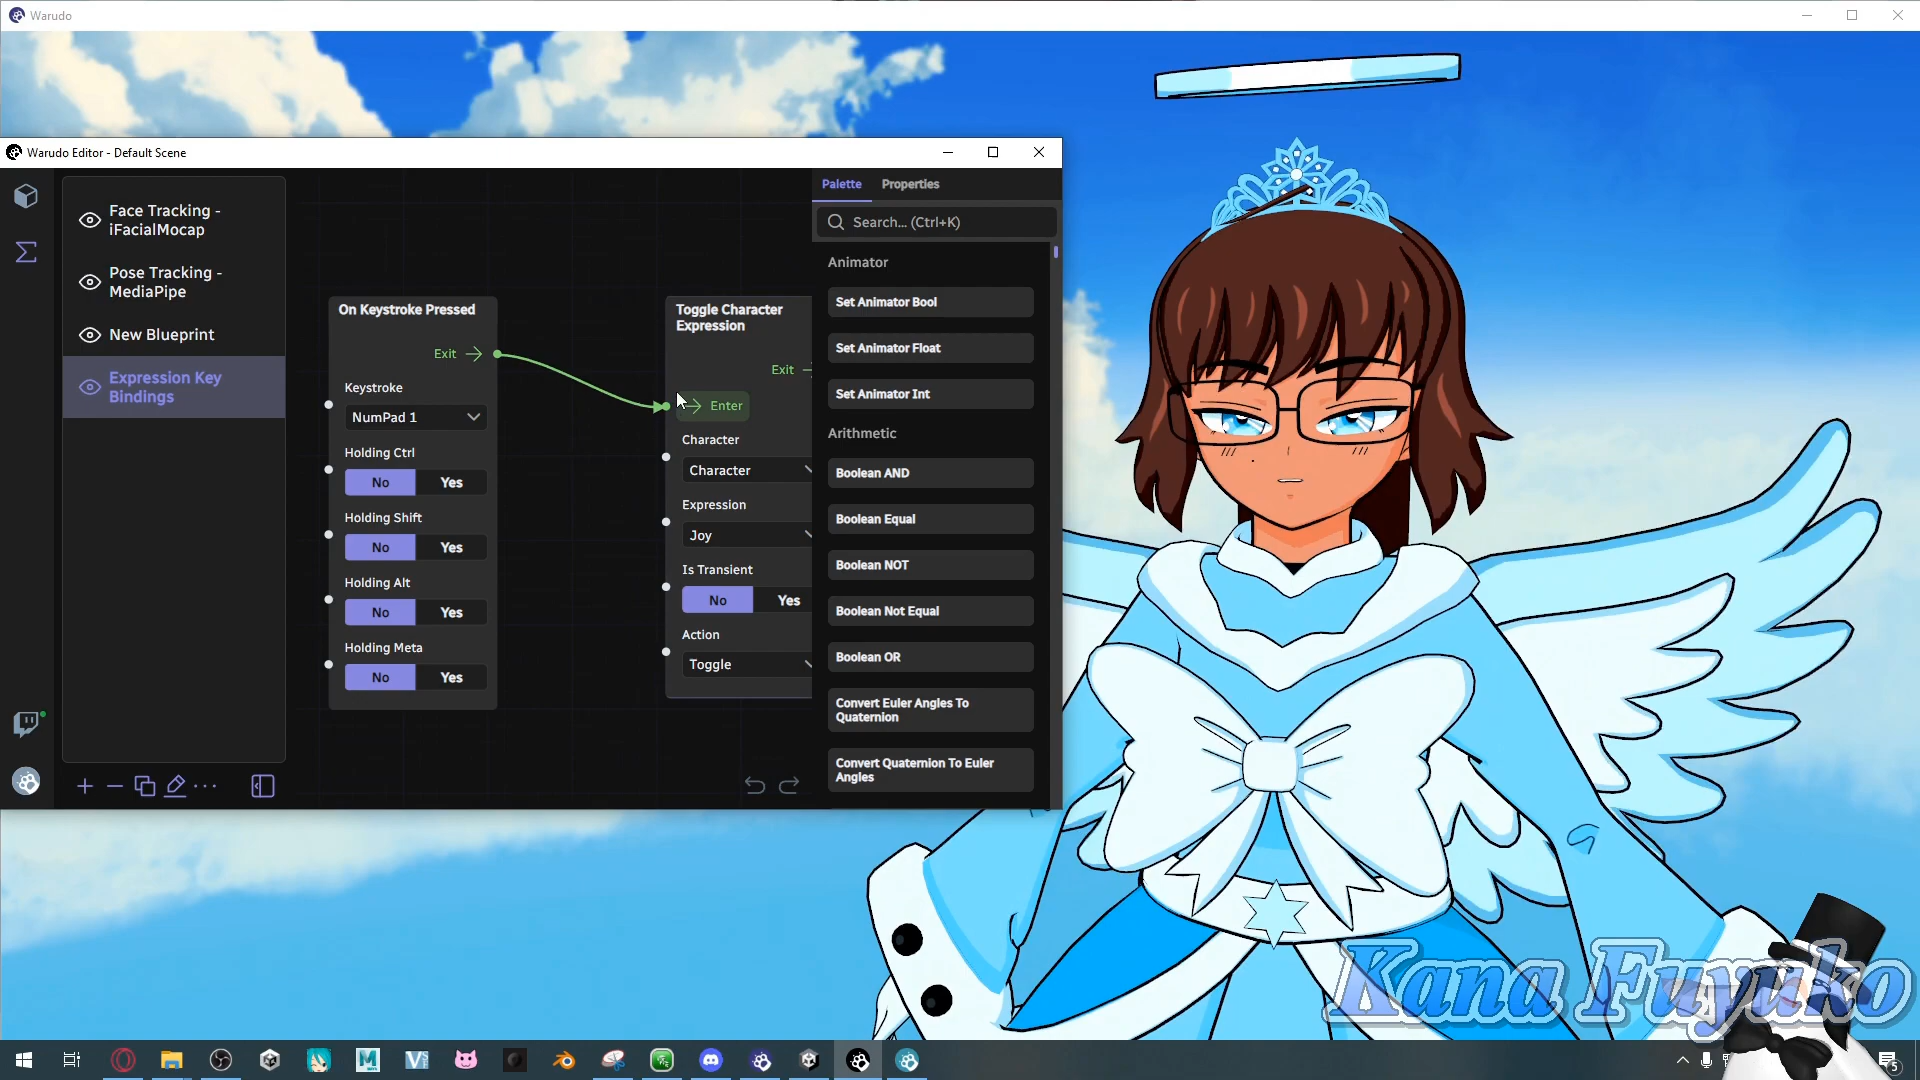 Warudo
Warudo Editor - Default Scene
Face Tracking -
iFacialMocap
Pose Tracking -
MediaPipe
New Blueprint
Expression Key
Bindings
On Keystroke Pressed
Exit
Keystroke
NumPad 1
Holding Ctrl
No Yes
Holding Shift
No Yes
Holding Alt
No Yes
Holding Meta
No Yes
Toggle Character
Expression
Exit
Enter
Character
Character
Expression
Joy
Is Transient
No Yes
Action
Toggle
Palette Properties
Search... (Ctrl+K)
Animator
Set Animator Bool
Set Animator Float
Set Animator Int
Arithmetic
Boolean AND
Boolean Equal
Boolean NOT
Boolean Not Equal
Boolean OR
Convert Euler Angles To
Quaternion
Convert Quaternion To Euler
Angles
Kana Fuyuko
5